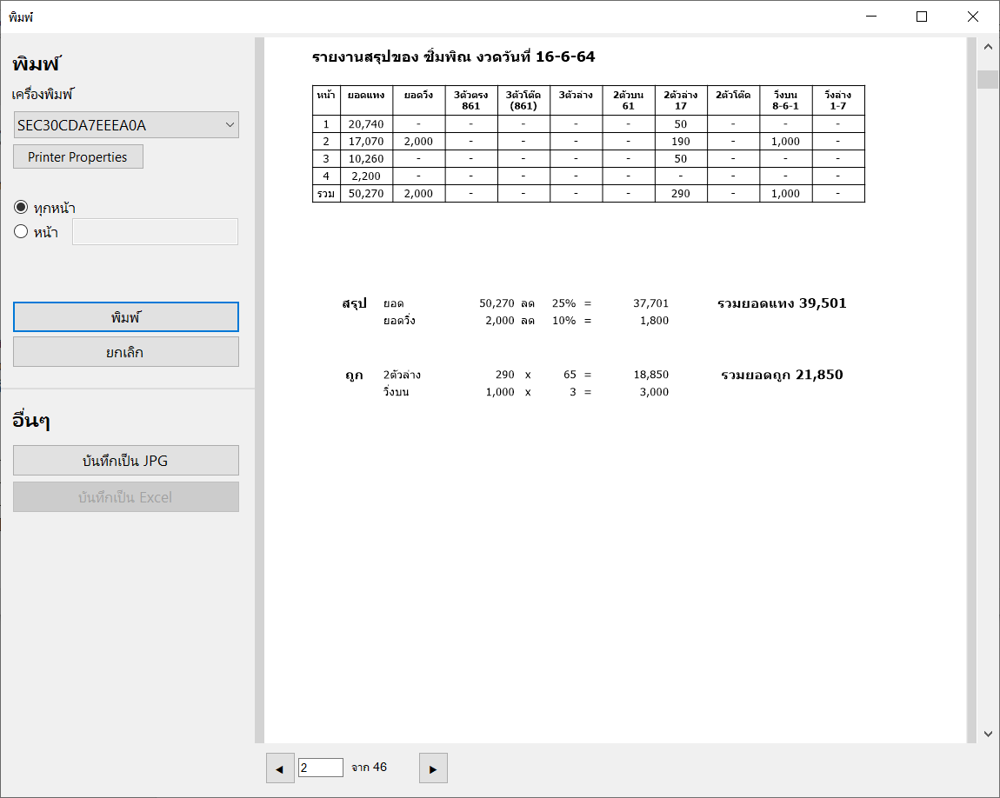 พิมพ์
พิมพ์
เครื่องพิมพ์
SEC30CDA7EEEA0A
Printer Properties
ทุกหน้า
หน้า
พิมพ์
ยกเลิก
อื่นๆ
บันทึกเป็น JPG
บันทึกเป็น Excel
รายงานสรุปของ ซิ้มพิณ งวดวันที่ 16-6-64
หน้า ยอดแทง ยอดวิ่ง 3ตัวตรง 3ตัวโต๊ด 3ตัวล่าง 2ตัวบน 2ตัวล่าง 2ตัวโต๊ด วิ่งบน วิ่งล่าง
861 (861) 61 17 8-6-1 1-7
1 20,740 - - - - - 50 - - -
2 17,070 2,000 - - - - 190 - 1,000 -
3 10,260 - - - - - 50 - - -
4 2,200 - - - - - - - - -
รวม 50,270 2,000 - - - - 290 - 1,000 -
สรุป ยอด 50,270 ลด 25% = 37,701 รวมยอดแทง 39,501
ยอดวิ่ง 2,000 ลด 10% = 1,800
ถูก 2ตัวล่าง 290 x 65 = 18,850 รวมยอดถูก 21,850
วิ่งบน 1,000 x 3 = 3,000
2 จาก 46